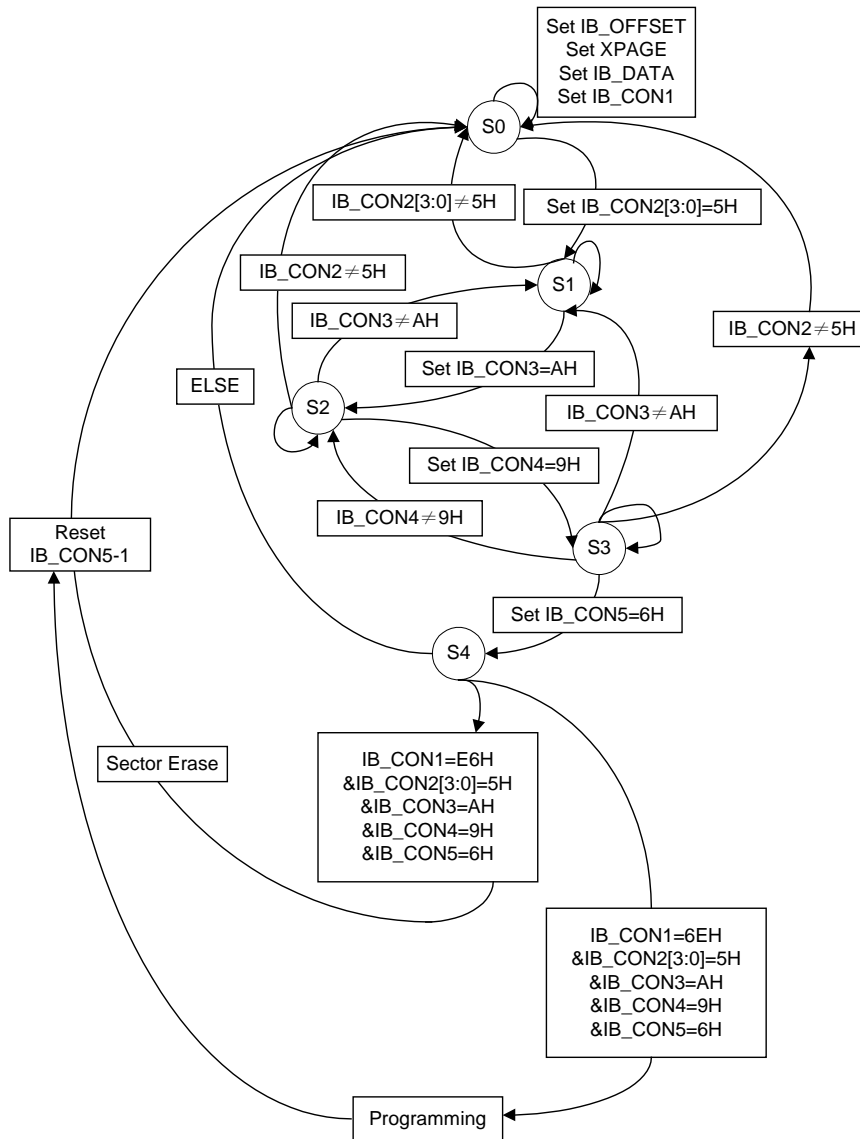 Set IB_OFFSET
Set XPAGE
Set IB_DATA
Set IB_CON1
S0
IB_CON2[3:0]≠5H
Set IB_CON2[3:0]=5H
IB_CON2≠5H
S1
IB_CON3≠AH
IB_CON2≠5H
Set IB_CON3=AH
ELSE
S2
IB_CON3≠AH
Set IB_CON4=9H
IB_CON4≠9H
Reset
IB_CON5-1
S3
Set IB_CON5=6H
S4
IB_CON1=E6H
&IB_CON2[3:0]=5H
&IB_CON3=AH
&IB_CON4=9H
&IB_CON5=6H
Sector Erase
IB_CON1=6EH
&IB_CON2[3:0]=5H
&IB_CON3=AH
&IB_CON4=9H
&IB_CON5=6H
Programming